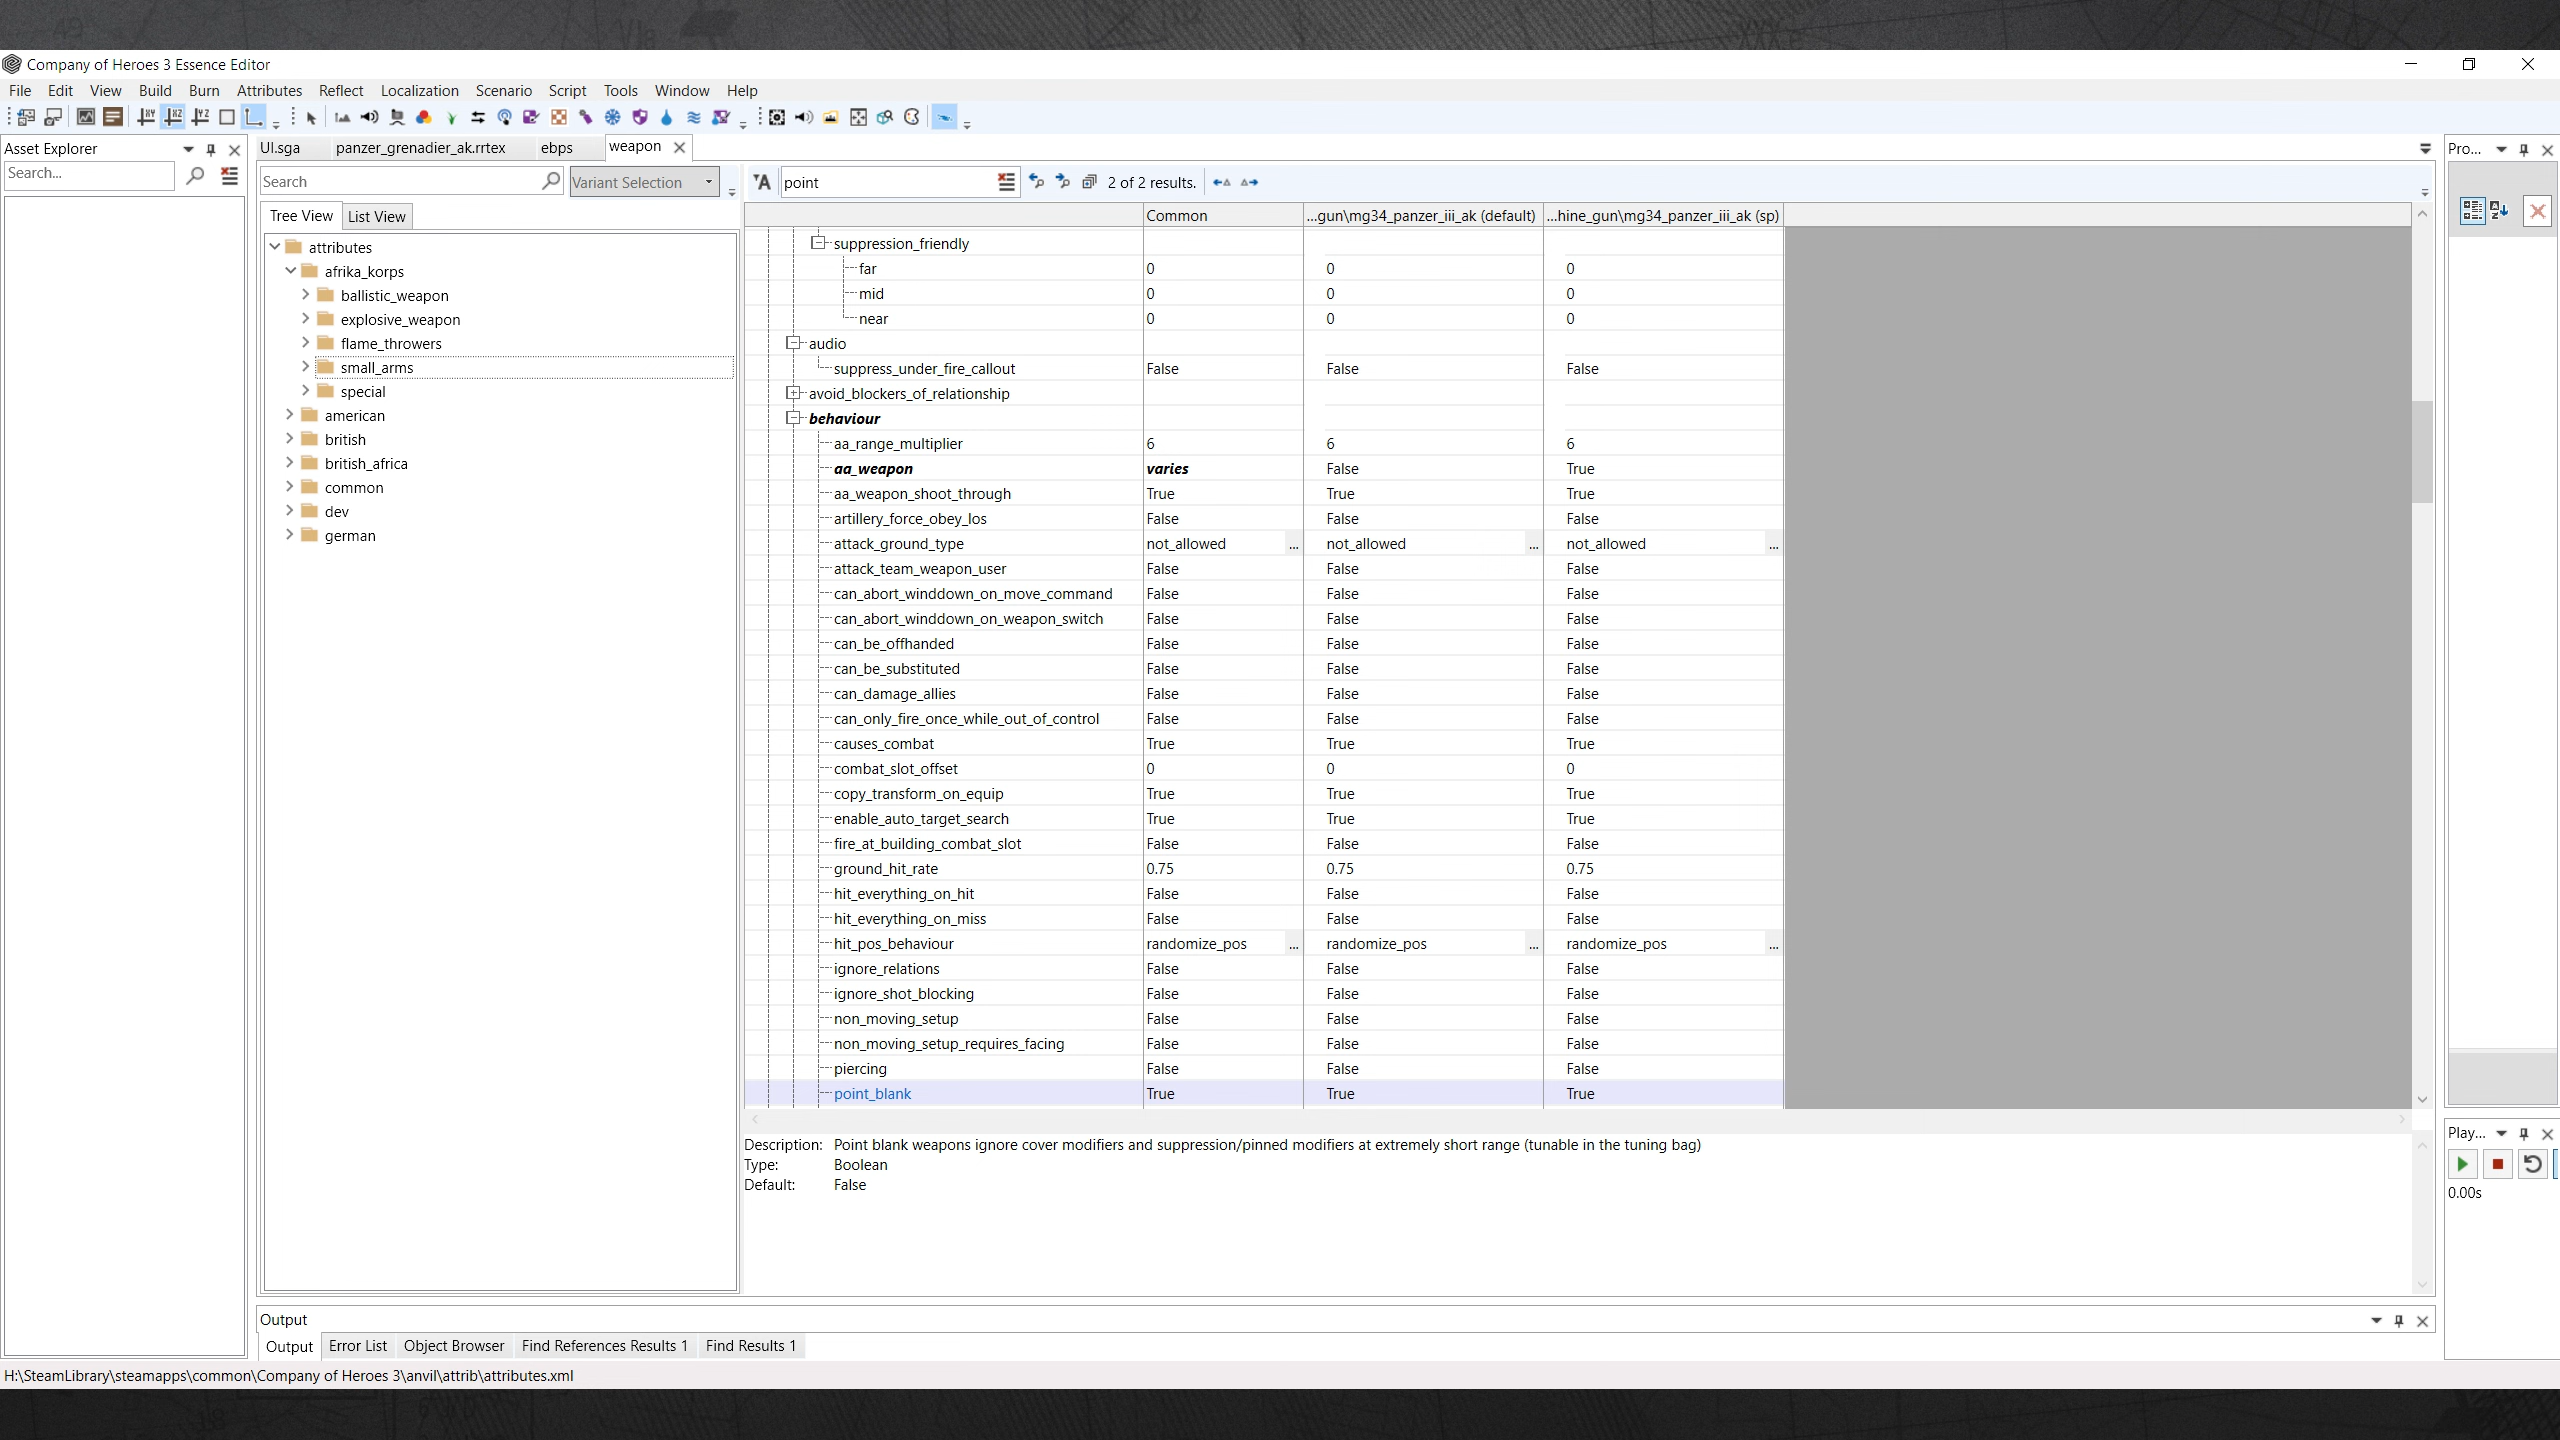 Company of Heroes 3 Essence Editor
File Edit View Build Burn Attributes Reflect Localization Scenario Script Tools Window Help
Asset Explorer
Search...
UI.sga panzer_grenadier_ak.rrtex ebps weapon
Search Variant Selection
Tree View List View
attributes
afrika_korps
ballistic_weapon
explosive_weapon
flame_throwers
small_arms
special
american
british
british_africa
common
dev
german
point 2 of 2 results.
Common ...gun\mg34_panzer_iii_ak (default) ...hine_gun\mg34_panzer_iii_ak (sp)
suppression_friendly
far 0 0 0
mid 0 0 0
near 0 0 0
audio
suppress_under_fire_callout False False False
avoid_blockers_of_relationship
behaviour
aa_range_multiplier 6 6 6
aa_weapon varies False True
aa_weapon_shoot_through True True True
artillery_force_obey_los False False False
attack_ground_type not_allowed ... not_allowed ... not_allowed ...
attack_team_weapon_user False False False
can_abort_winddown_on_move_command False False False
can_abort_winddown_on_weapon_switch False False False
can_be_offhanded False False False
can_be_substituted False False False
can_damage_allies False False False
can_only_fire_once_while_out_of_control False False False
causes_combat True True True
combat_slot_offset 0 0 0
copy_transform_on_equip True True True
enable_auto_target_search True True True
fire_at_building_combat_slot False False False
ground_hit_rate 0.75 0.75 0.75
hit_everything_on_hit False False False
hit_everything_on_miss False False False
hit_pos_behaviour randomize_pos ... randomize_pos ... randomize_pos ...
ignore_relations False False False
ignore_shot_blocking False False False
non_moving_setup False False False
non_moving_setup_requires_facing False False False
piercing False False False
point_blank True True True
Description: Point blank weapons ignore cover modifiers and suppression/pinned modifiers at extremely short range (tunable in the tuning bag)
Type: Boolean
Default: False
Pro...
Play...
0.00s
Output
Output Error List Object Browser Find References Results 1 Find Results 1
H:\SteamLibrary\steamapps\common\Company of Heroes 3\anvil\attrib\attributes.xml